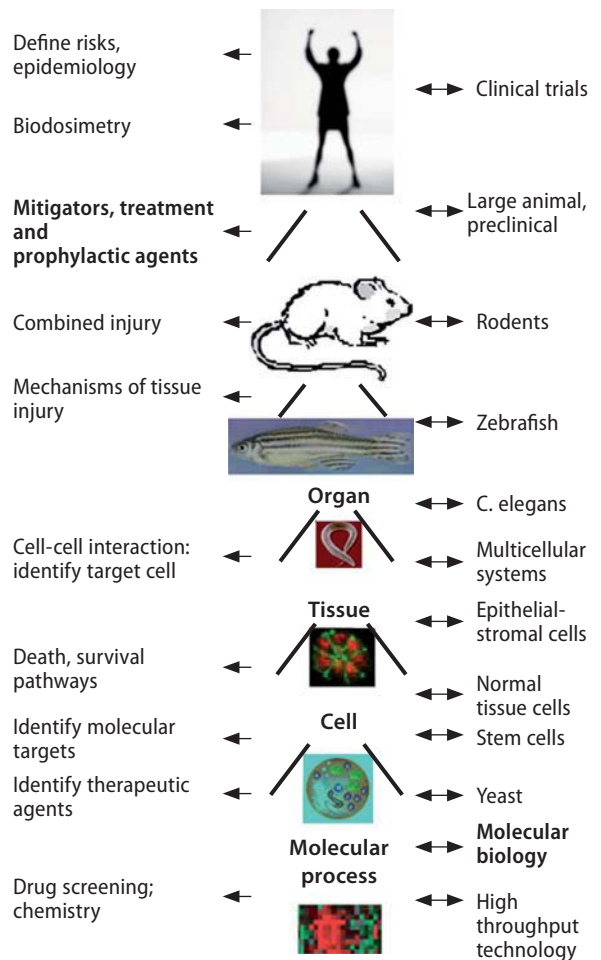 Define risks,
epidemiology
Clinical trials
Biodosimetry
Mitigators, treatment
and
prophylactic agents
Large animal,
preclinical
Combined injury
Rodents
Mechanisms of tissue
injury
Zebrafish
Organ
C. elegans
Cell-cell interaction:
identify target cell
Multicellular
systems
Tissue
Epithelial-
stromal cells
Death, survival
pathways
Normal
tissue cells
Cell
Identify molecular
targets
Stem cells
Identify therapeutic
agents
Yeast
Molecular
process
Molecular
biology
Drug screening;
chemistry
High
throughput
technology